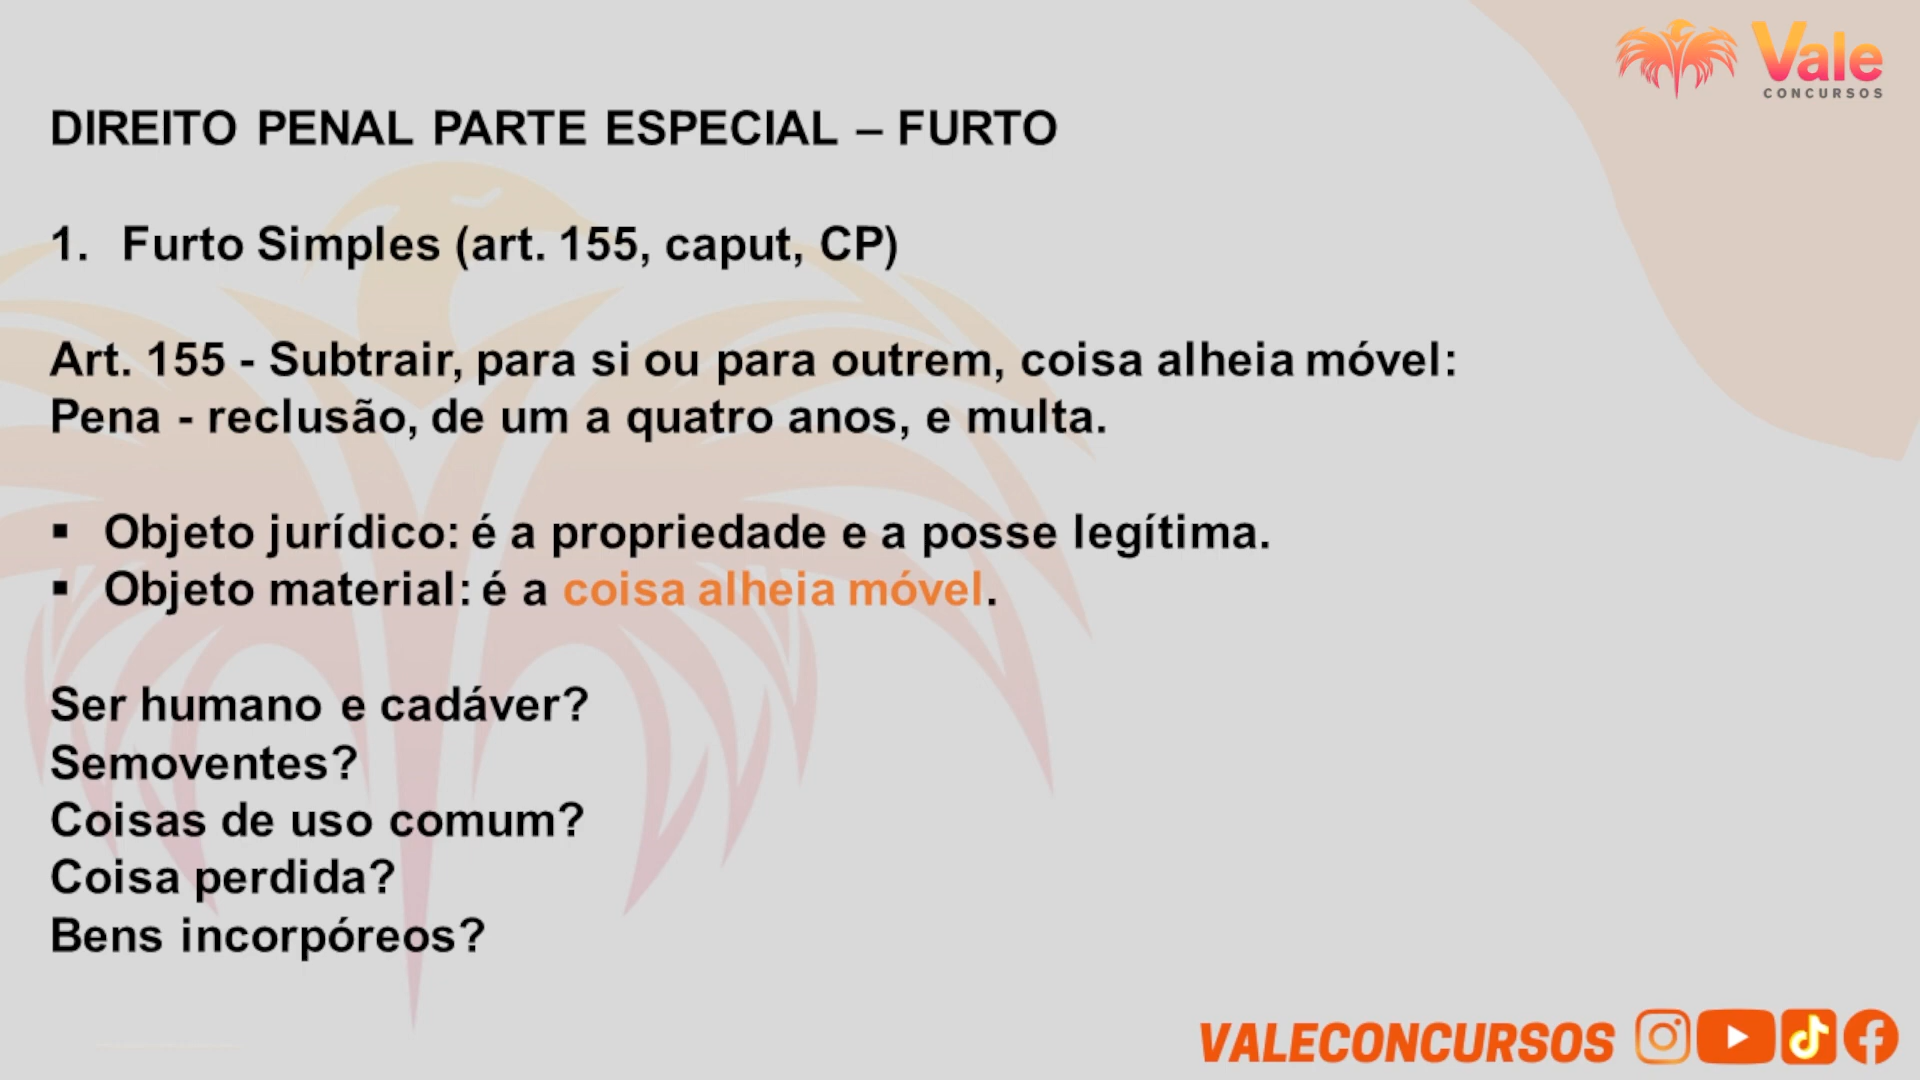 Vale
CONCURSOS
DIREITO PENAL PARTE ESPECIAL – FURTO
1. Furto Simples (art. 155, caput, CP)
Art. 155 - Subtrair, para si ou para outrem, coisa alheia móvel:
Pena - reclusão, de um a quatro anos, e multa.
▪ Objeto jurídico: é a propriedade e a posse legítima.
▪ Objeto material: é a coisa alheia móvel.
Ser humano e cadáver?
Semoventes?
Coisas de uso comum?
Coisa perdida?
Bens incorpóreos?
VALECONCURSOS